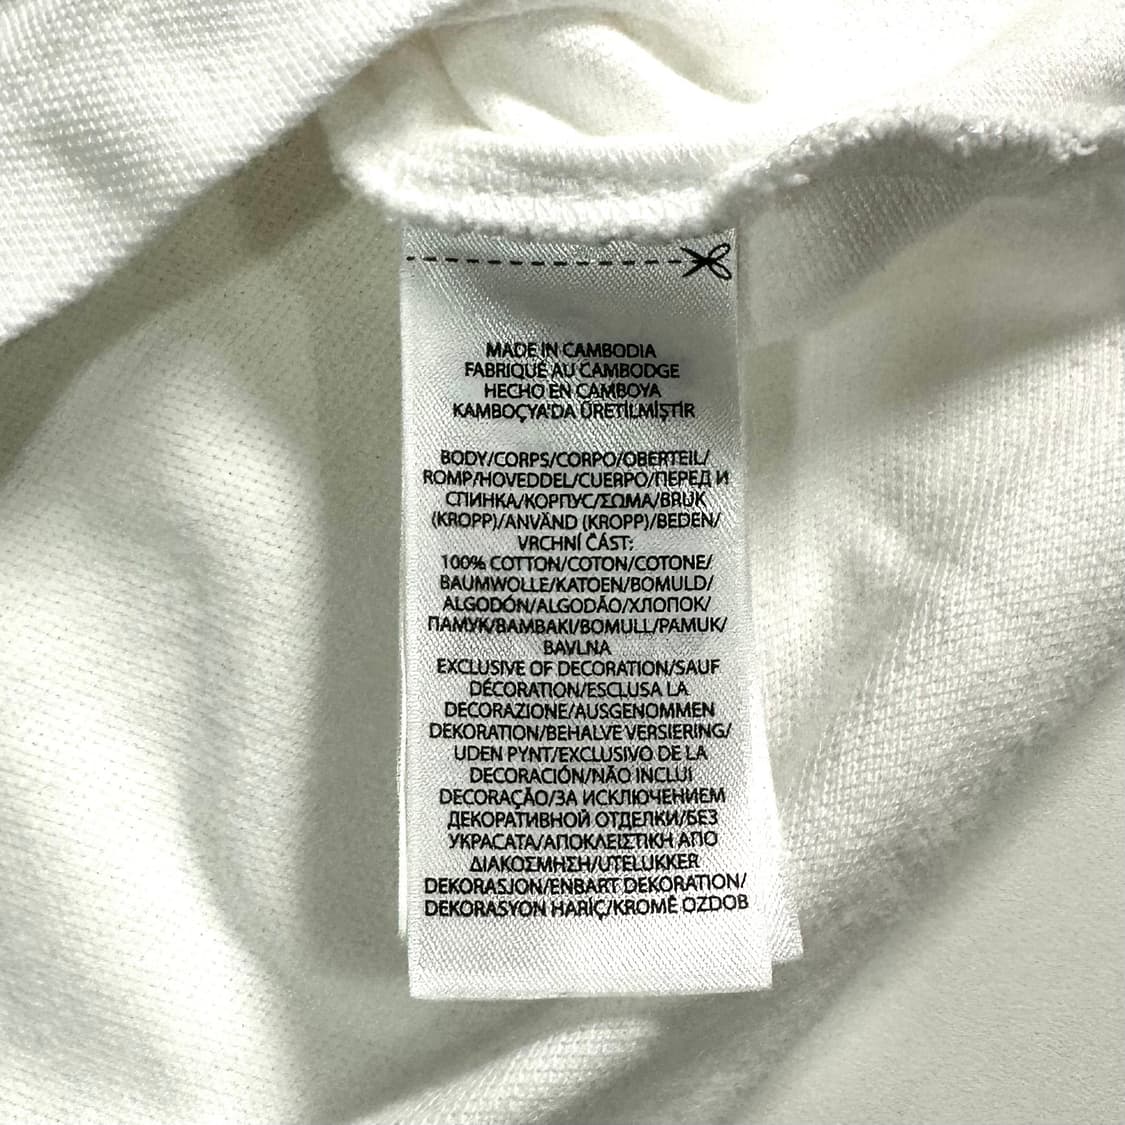 MADE IN CAMBODIA
FABRIQUÉ AU CAMBODGE
HECHO EN CAMBOYA
KAMBOÇYA'DA ÜRETİLMİŞTİR
BODY/CORPS/CORPO/OBERTEIL/
ROMP/HOVEDDEL/CUERPO/ПЕРЕД И
СПИНКА/КОРПУС/ΣΩΜΑ/BRUK
(KROPP)/ANVÄND (KROPP)/BEDEN/
VRCHNÍ ČÁST:
100% COTTON/COTON/COTONE/
BAUMWOLLE/KATOEN/BOMULD/
ALGODÓN/ALGODÃO/ХЛОПОК/
ПАМУК/ΒΑΜΒΑΚΙ/BOMULL/PAMUK/
BAVLNA
EXCLUSIVE OF DECORATION/SAUF
DÉCORATION/ESCLUSA LA
DECORAZIONE/AUSGENOMMEN
DEKORATION/BEHALVE VERSIERING/
UDEN PYNT/EXCLUSIVO DE LA
DECORACIÓN/NÃO INCLUI
DECORAÇÃO/ЗА ИСКЛЮЧЕНИЕМ
ДЕКОРАТИВНОЙ ОТДЕЛКИ/БЕЗ
УКРАСАТА/ΑΠΟΚΛΕΙΣΤΙΚΗ ΑΠΟ
ΔΙΑΚΟΣΜΗΣΗ/UTELUKKER
DEKORASJON/ENBART DEKORATION/
DEKORASYON HARİÇ/KROMĚ OZDOB